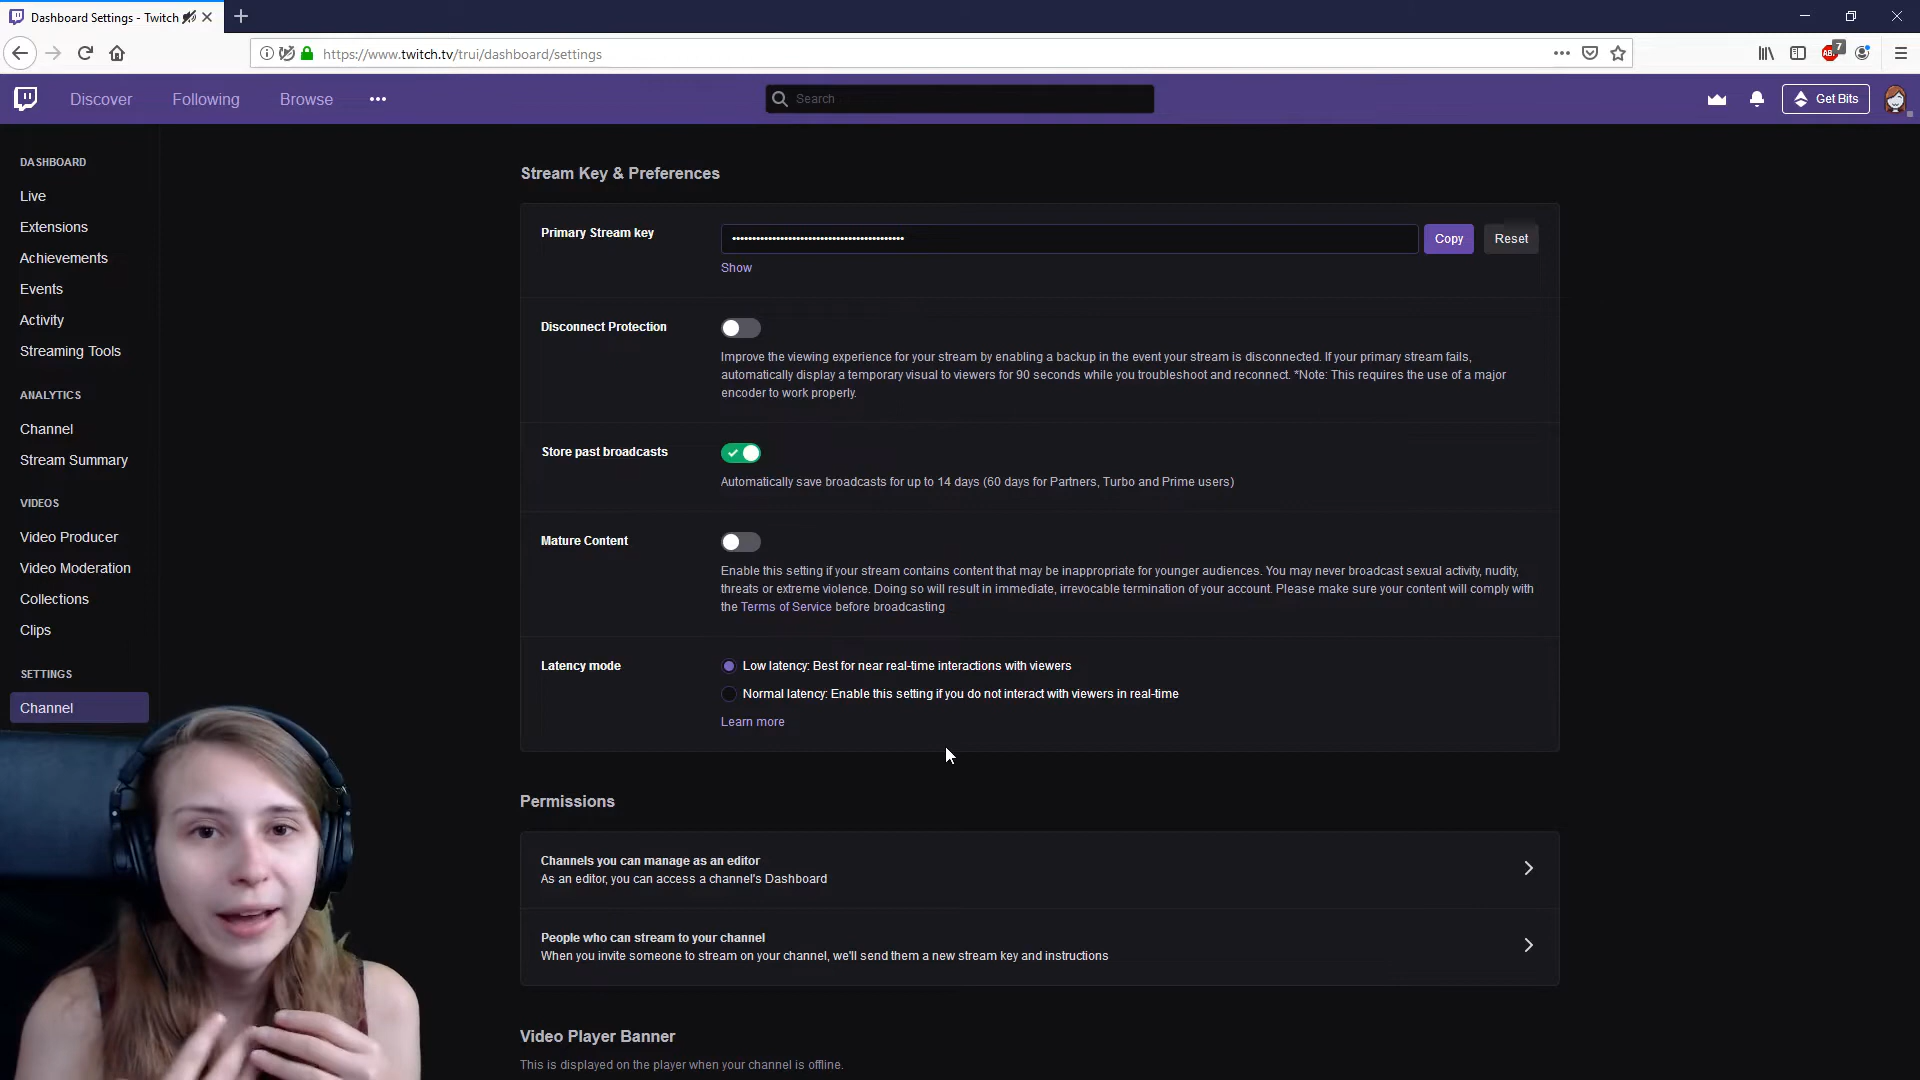 Dashboard Settings - Twitch
https://www.twitch.tv/trui/dashboard/settings
7
Discover
Following
Browse
Search
Get Bits
DASHBOARD
Live
Extensions
Achievements
Events
Activity
Streaming Tools
ANALYTICS
Channel
Stream Summary
VIDEOS
Video Producer
Video Moderation
Collections
Clips
SETTINGS
Channel
Stream Key & Preferences
Primary Stream key
Copy
Reset
Show
Disconnect Protection
Improve the viewing experience for your stream by enabling a backup in the event your stream is disconnected. If your primary stream fails,
automatically display a temporary visual to viewers for 90 seconds while you troubleshoot and reconnect. *Note: This requires the use of a major
encoder to work properly.
Store past broadcasts
Automatically save broadcasts for up to 14 days (60 days for Partners, Turbo and Prime users)
Mature Content
Enable this setting if your stream contains content that may be inappropriate for younger audiences. You may never broadcast sexual activity, nudity,
threats or extreme violence. Doing so will result in immediate, irrevocable termination of your account. Please make sure your content will comply with
the Terms of Service before broadcasting
Latency mode
Low latency: Best for near real-time interactions with viewers
Normal latency: Enable this setting if you do not interact with viewers in real-time
Learn more
Permissions
Channels you can manage as an editor
As an editor, you can access a channel's Dashboard
People who can stream to your channel
When you invite someone to stream on your channel, we'll send them a new stream key and instructions
Video Player Banner
This is displayed on the player when your channel is offline.